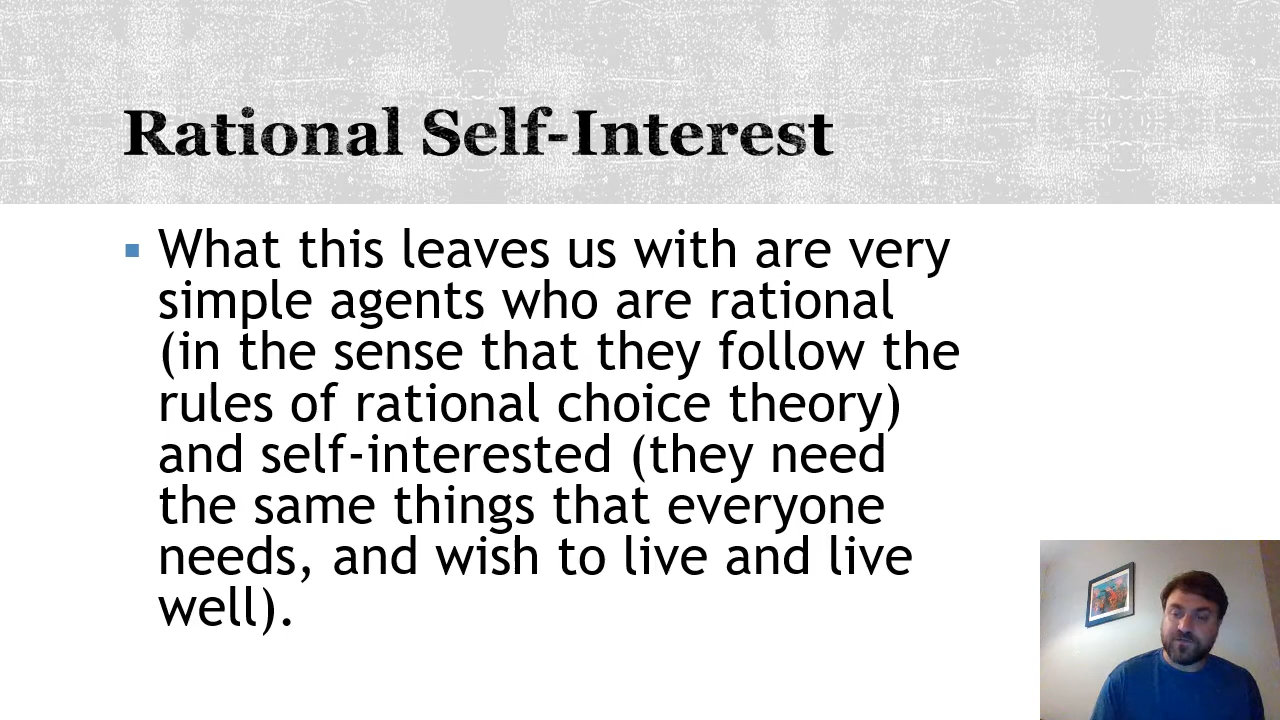 Rational Self-Interest
What this leaves us with are very
simple agents who are rational
(in the sense that they follow the
rules of rational choice theory)
and self-interested (they need
the same things that everyone
needs, and wish to live and live
well).